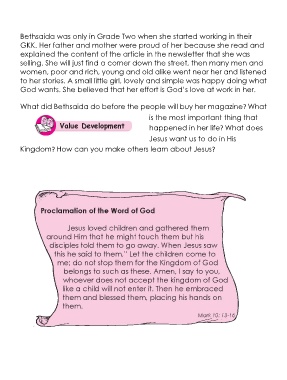 Bethsaida was only in Grade Two when she started working in their
GKK. Her father and mother were proud of her because she read and
explained the content of the article in the newsletter that she was
selling. She will just find a corner down the street, then many men and
women, poor and rich, young and old alike went near her and listened
to her stories. A small little girl, lovely and simple was happy doing what
God wants. She believed that her effort is God's love at work in her.
What did Bethsaida do before the people will buy her magazine? What
is the most important thing that
Value Development
happened in her life? What does
Jesus want us to do in His
Kingdom? How can you make others learn about Jesus?
Proclamation of the Word of God
Jesus loved children and gathered them
around Him that he might touch them but his
disciples told them to go away. When Jesus saw
this he said to them," Let the children come to
me; do not stop them for the Kingdom of God
belongs to such as these. Amen, I say to you,
whoever does not accept the kingdom of God
like a child will not enter it. Then he embraced
them and blessed them, placing his hands on
them.
Mark 10: 13-16